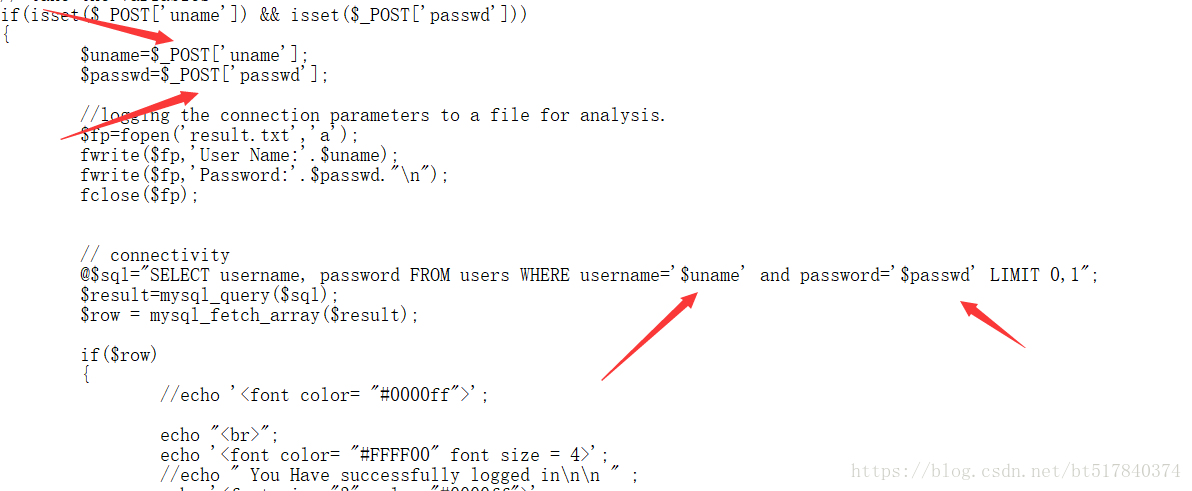 if(isset($_POST['uname']) && isset($_POST['passwd']))
{
$uname=$_POST['uname'];
$passwd=$_POST['passwd'];
//logging the connection parameters to a file for analysis.
$fp=fopen('result.txt','a');
fwrite($fp,'User Name:'.$uname);
fwrite($fp,'Password:'.$passwd."\n");
fclose($fp);
// connectivity
@$sql="SELECT username, password FROM users WHERE username='$uname' and password='$passwd' LIMIT 0,1";
$result=mysql_query($sql);
$row = mysql_fetch_array($result);
if($row)
{
//echo '<font color= "#0000ff">';
echo "<br>";
echo '<font color= "#FFFF00" font size = 4>';
//echo " You Have successfully logged in\n\n " ;
https://blog.csdn.net/bt517840374